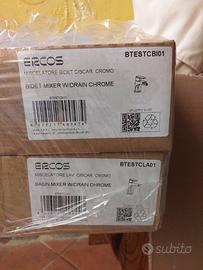 ERCOS
BTESTCBI01
MISCELATORE BIDET C/SCAR. CROMO
BIDET MIXER W/DRAIN CHROME
ERCOS
BTESTCLA01
MISCELATORE LAV. C/SCAR. CROMO
BASIN MIXER W/DRAIN CHROME
subito